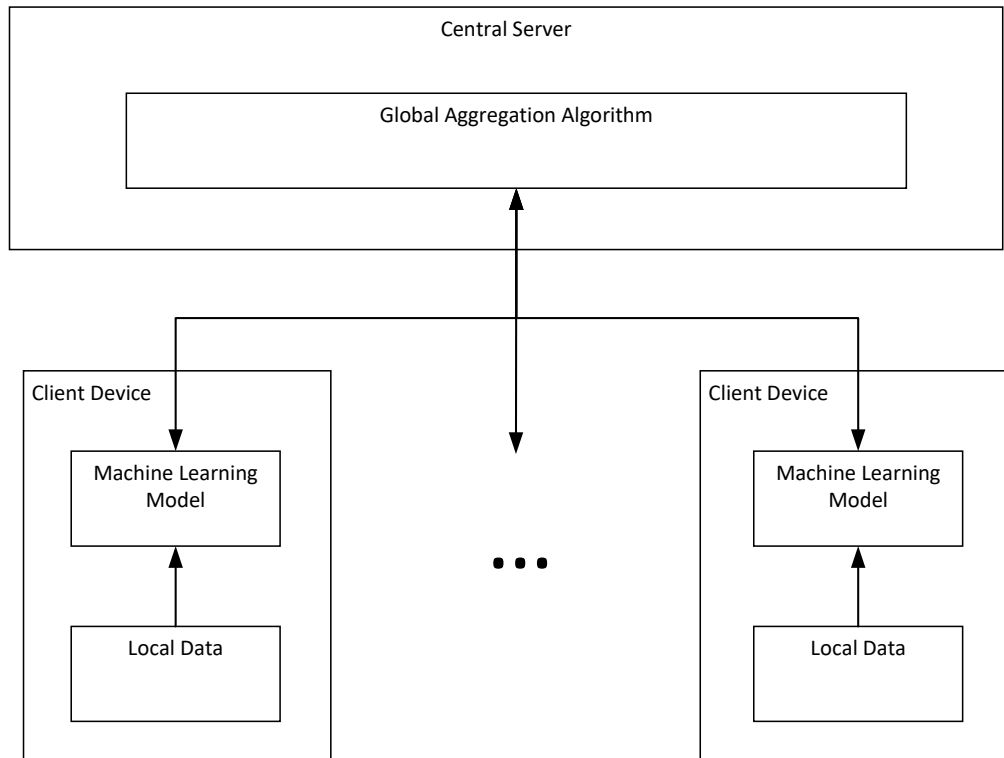 Central Server
Global Aggregation Algorithm
Client Device
Machine Learning
Model
Local Data
...
Client Device
Machine Learning
Model
Local Data